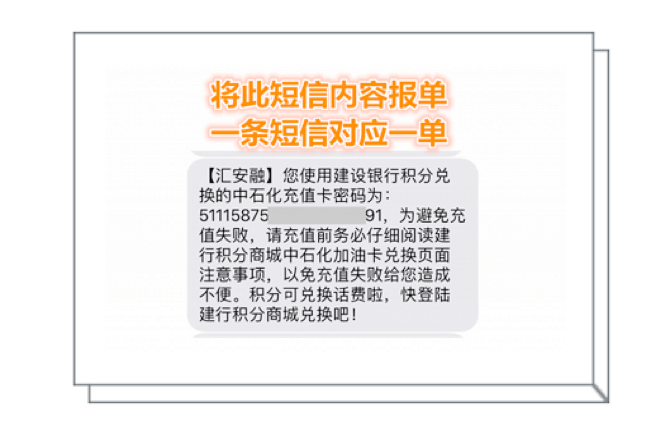 将此短信内容报单
一条短信对应一单
【汇安融】您使用建设银行积分兑
换的中石化充值卡密码为：
51115875 91，为避免充
值失败，请充值前务必仔细阅读建
行积分商城中石化加油卡兑换页面
注意事项，以免充值失败给您造成
不便。积分可兑换话费啦，快登陆
建行积分商城兑换吧！